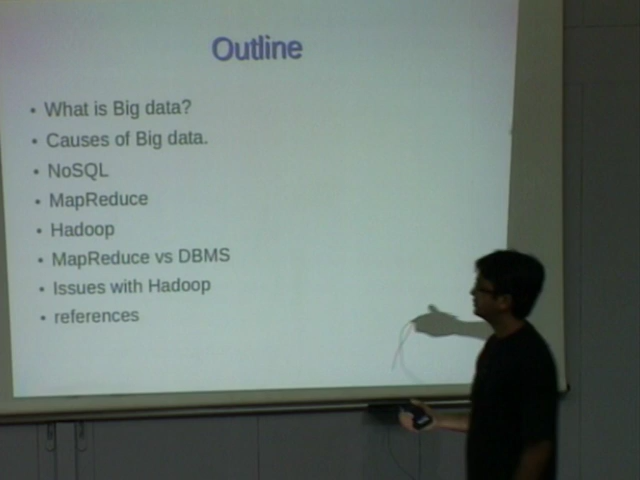 Outline
• What is Big data?
• Causes of Big data.
• NoSQL
• MapReduce
• Hadoop
• MapReduce vs DBMS
• Issues with Hadoop
• references